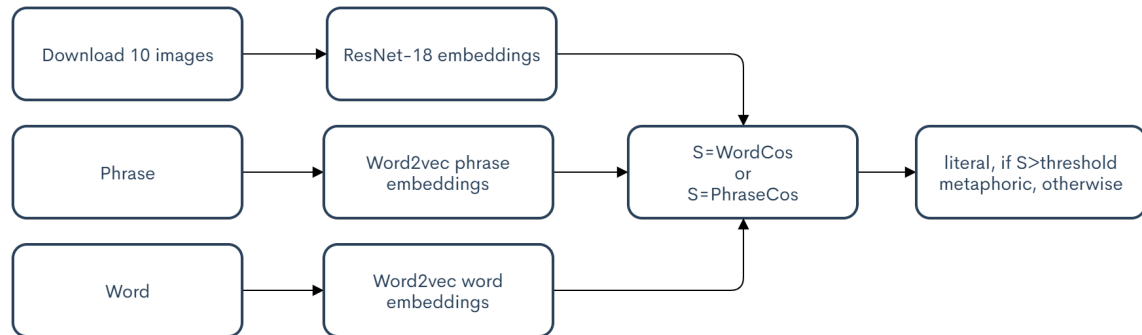 Download 10 images
ResNet-18 embeddings
Phrase
Word2vec phrase
embeddings
S=WordCos
or
S=PhraseCos
literal, if S>threshold
metaphoric, otherwise
Word
Word2vec word
embeddings